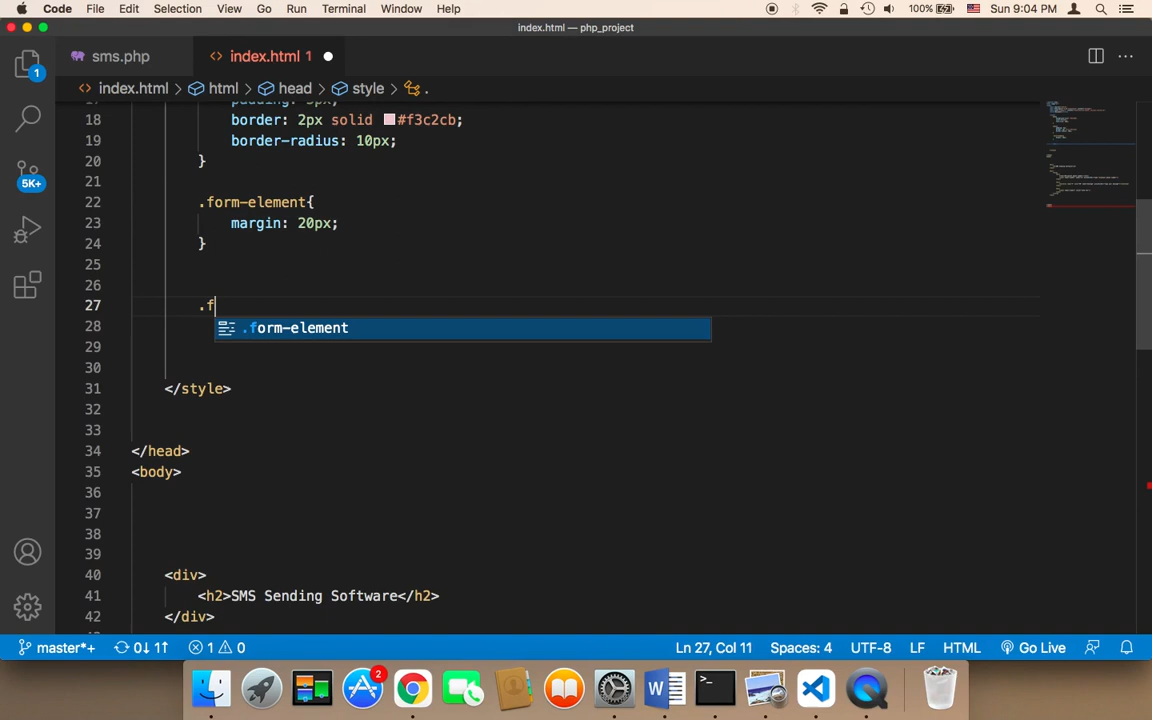 Code File Edit Selection View Go Run Terminal Window Help 100% Sun 9:04 PM
index.html — php_project
sms.php index.html 1
index.html > html > head > style > .
1
5K+
18 border: 2px solid #f3c2cb;
19 border-radius: 10px;
20 }
21
22 .form-element{
23 margin: 20px;
24 }
25
26
27 .f
.form-element
28
29
30
31 </style>
32
33
34 </head>
35 <body>
36
37
38
39
40 <div>
41 <h2>SMS Sending Software</h2>
42 </div>
master*+ 0↓ 1↑ 1 0 Ln 27, Col 11 Spaces: 4 UTF-8 LF HTML Go Live
2